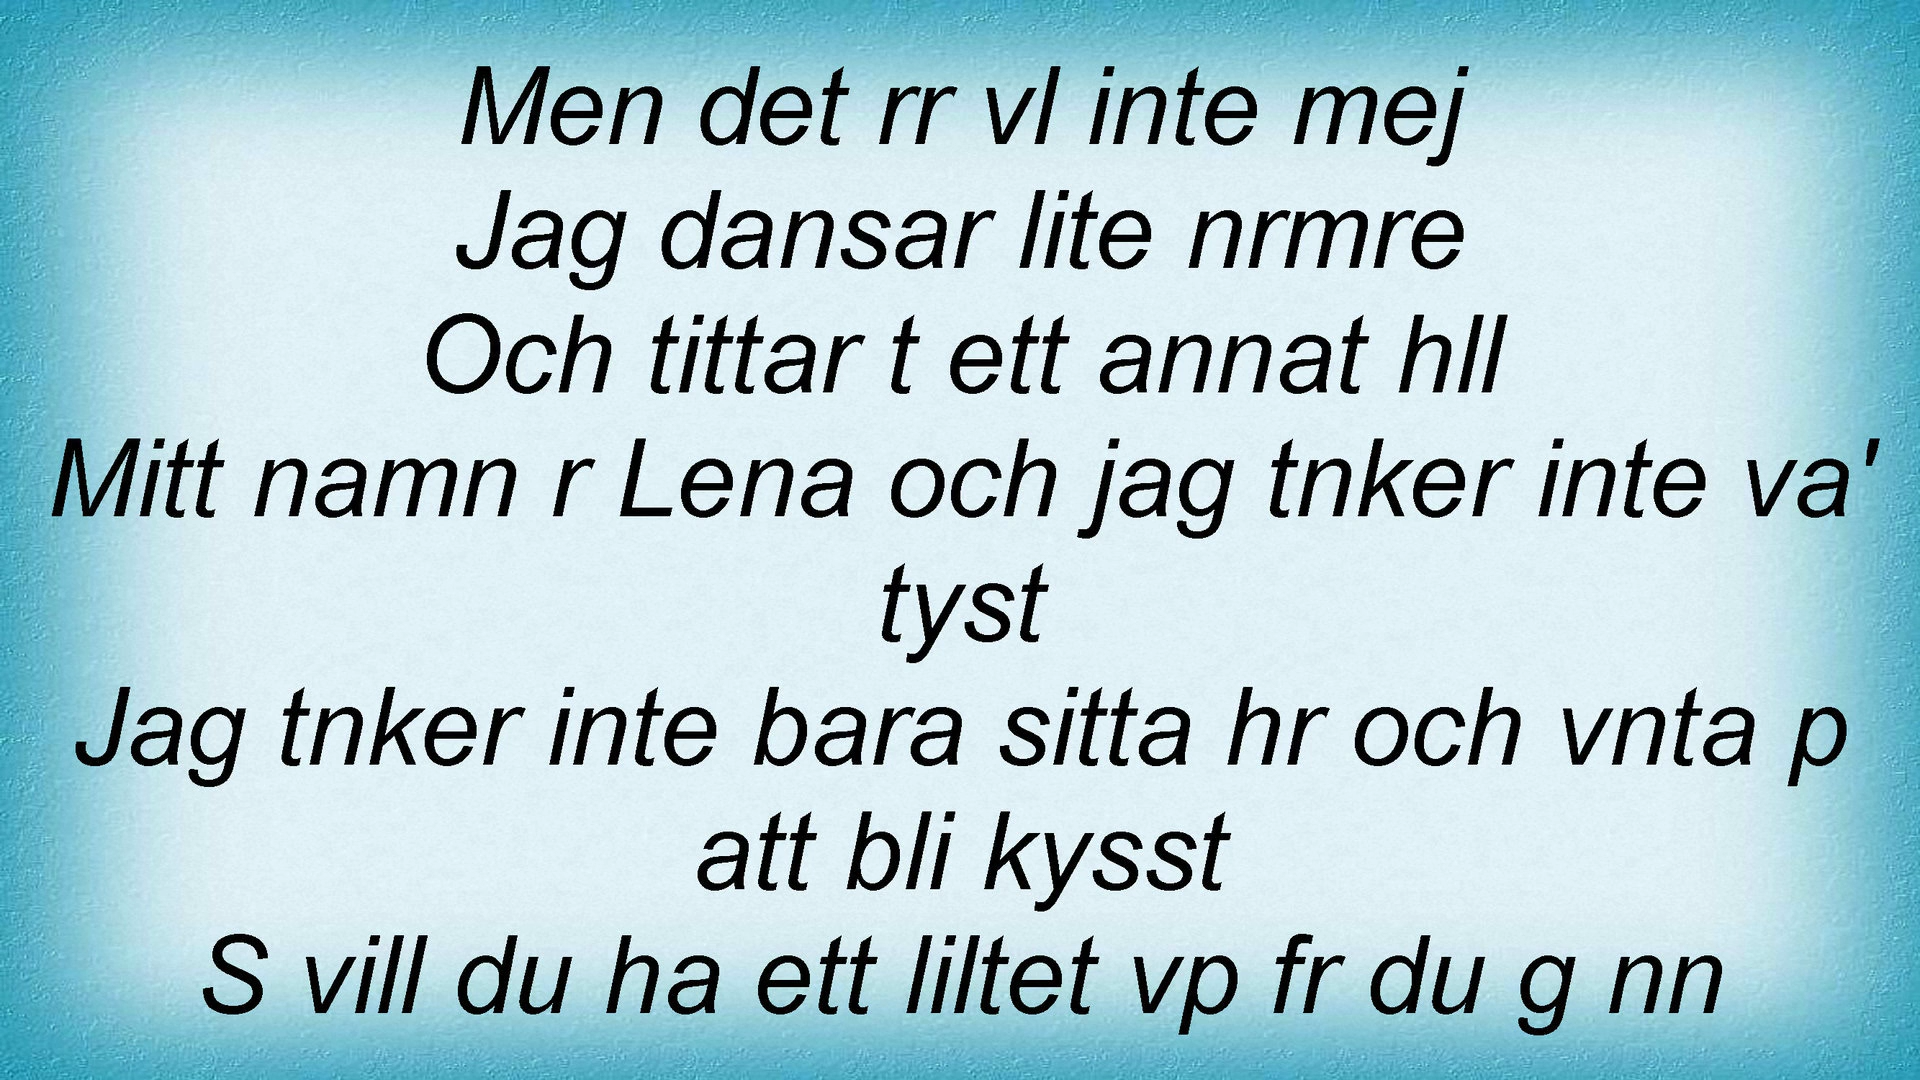 Men det rr vl inte mej
Jag dansar lite nrmre
Och tittar t ett annat hll
Mitt namn r Lena och jag tnker inte va'
tyst
Jag tnker inte bara sitta hr och vnta p
att bli kysst
S vill du ha ett liltet vp fr du g nn